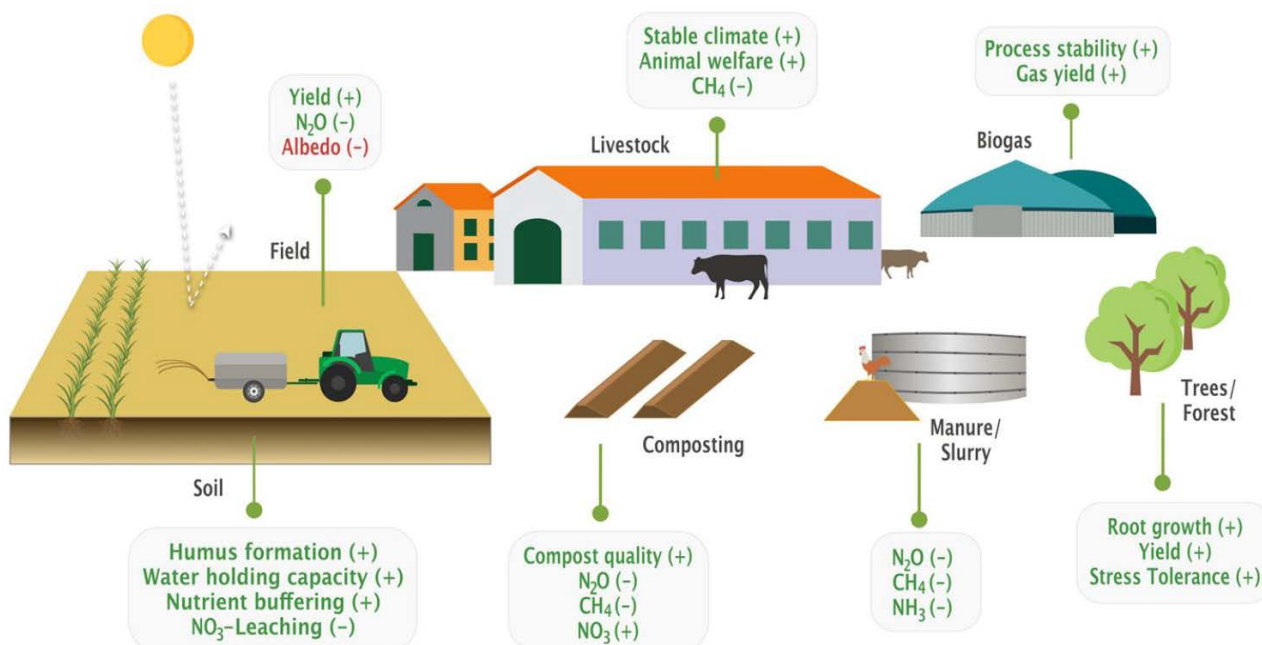 Stable climate (+)
Animal welfare (+)
CH₄ (−)
Process stability (+)
Gas yield (+)
Yield (+)
N₂O (−)
Albedo (−)
Livestock
Biogas
Field
Trees/
Forest
Composting
Manure/
Slurry
Soil
Humus formation (+)
Water holding capacity (+)
Nutrient buffering (+)
NO₃-Leaching (−)
Compost quality (+)
N₂O (−)
CH₄ (−)
NO₃ (+)
N₂O (−)
CH₄ (−)
NH₃ (−)
Root growth (+)
Yield (+)
Stress Tolerance (+)